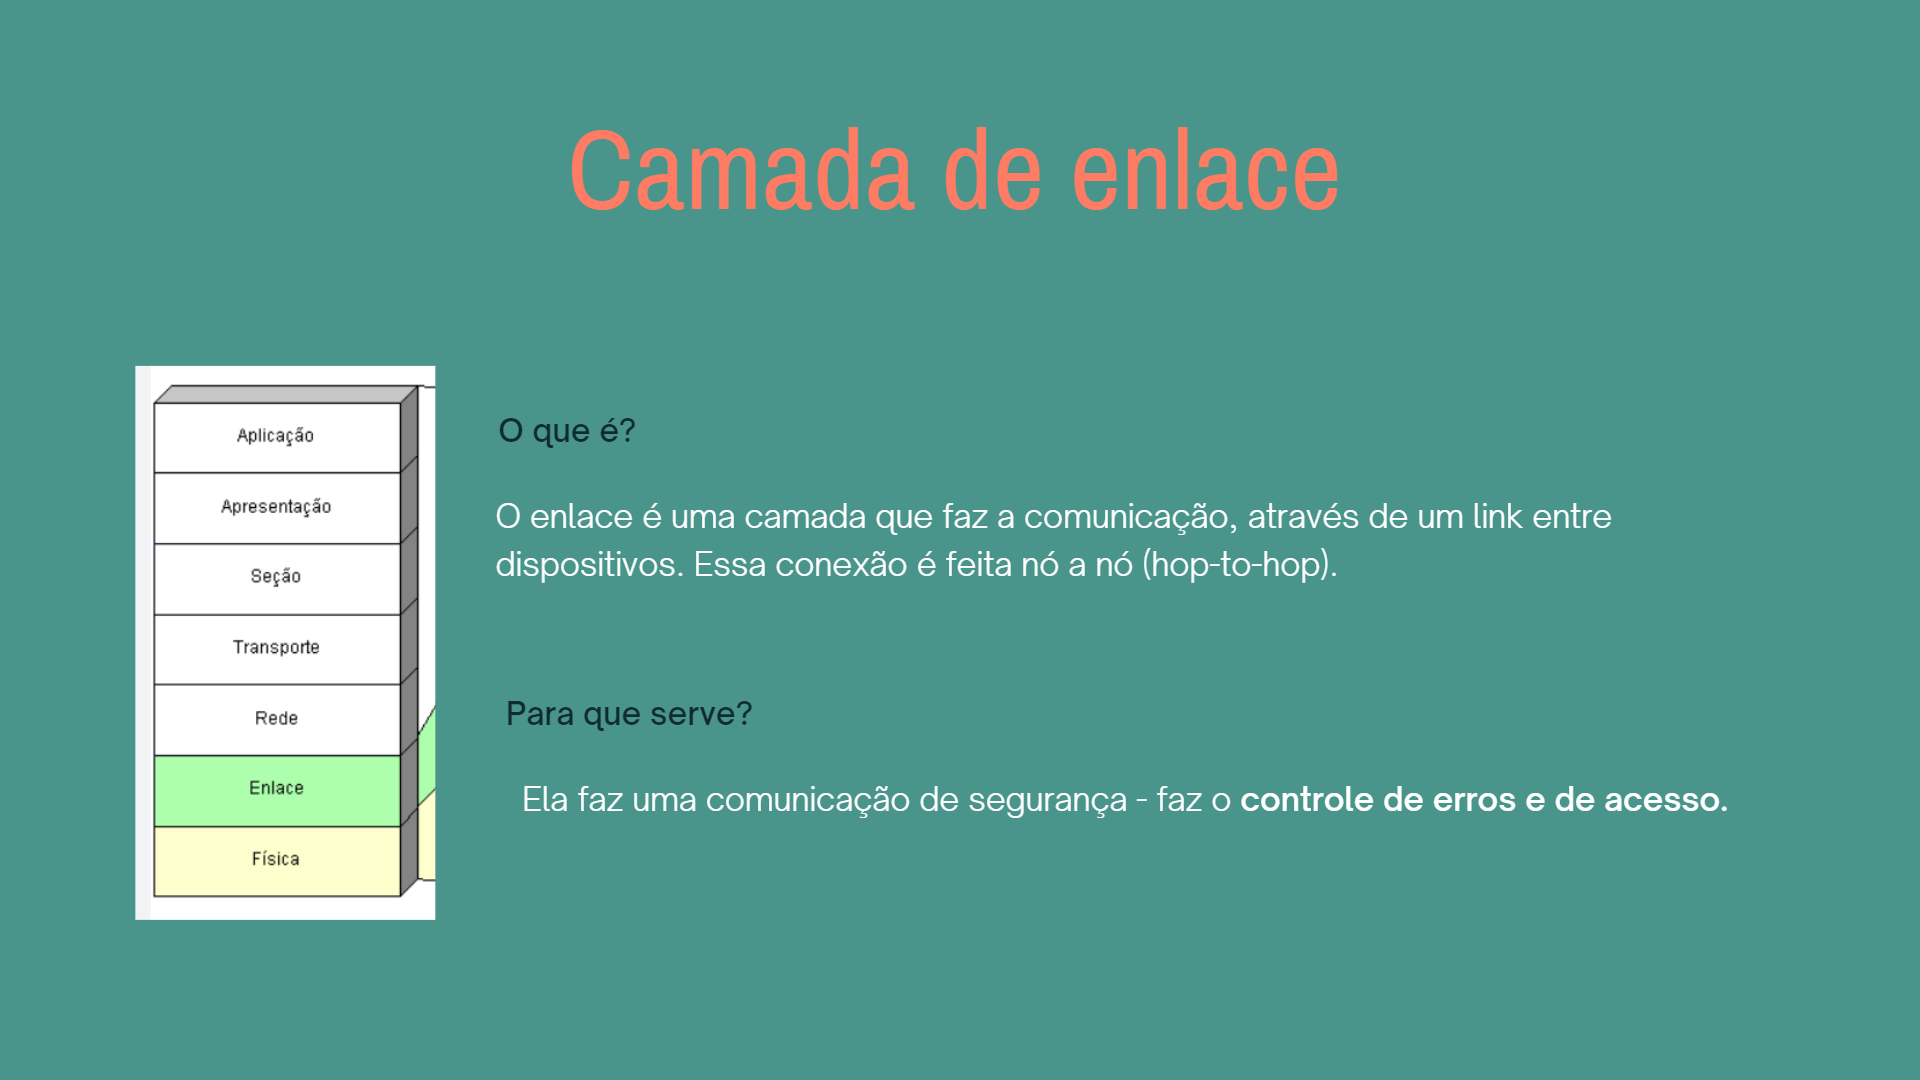 Camada de enlace
Aplicação
Apresentação
Seção
Transporte
Rede
Enlace
Física
O que é?
O enlace é uma camada que faz a comunicação, através de um link entre
dispositivos. Essa conexão é feita nó a nó (hop-to-hop).
Para que serve?
Ela faz uma comunicação de segurança - faz o controle de erros e de acesso.